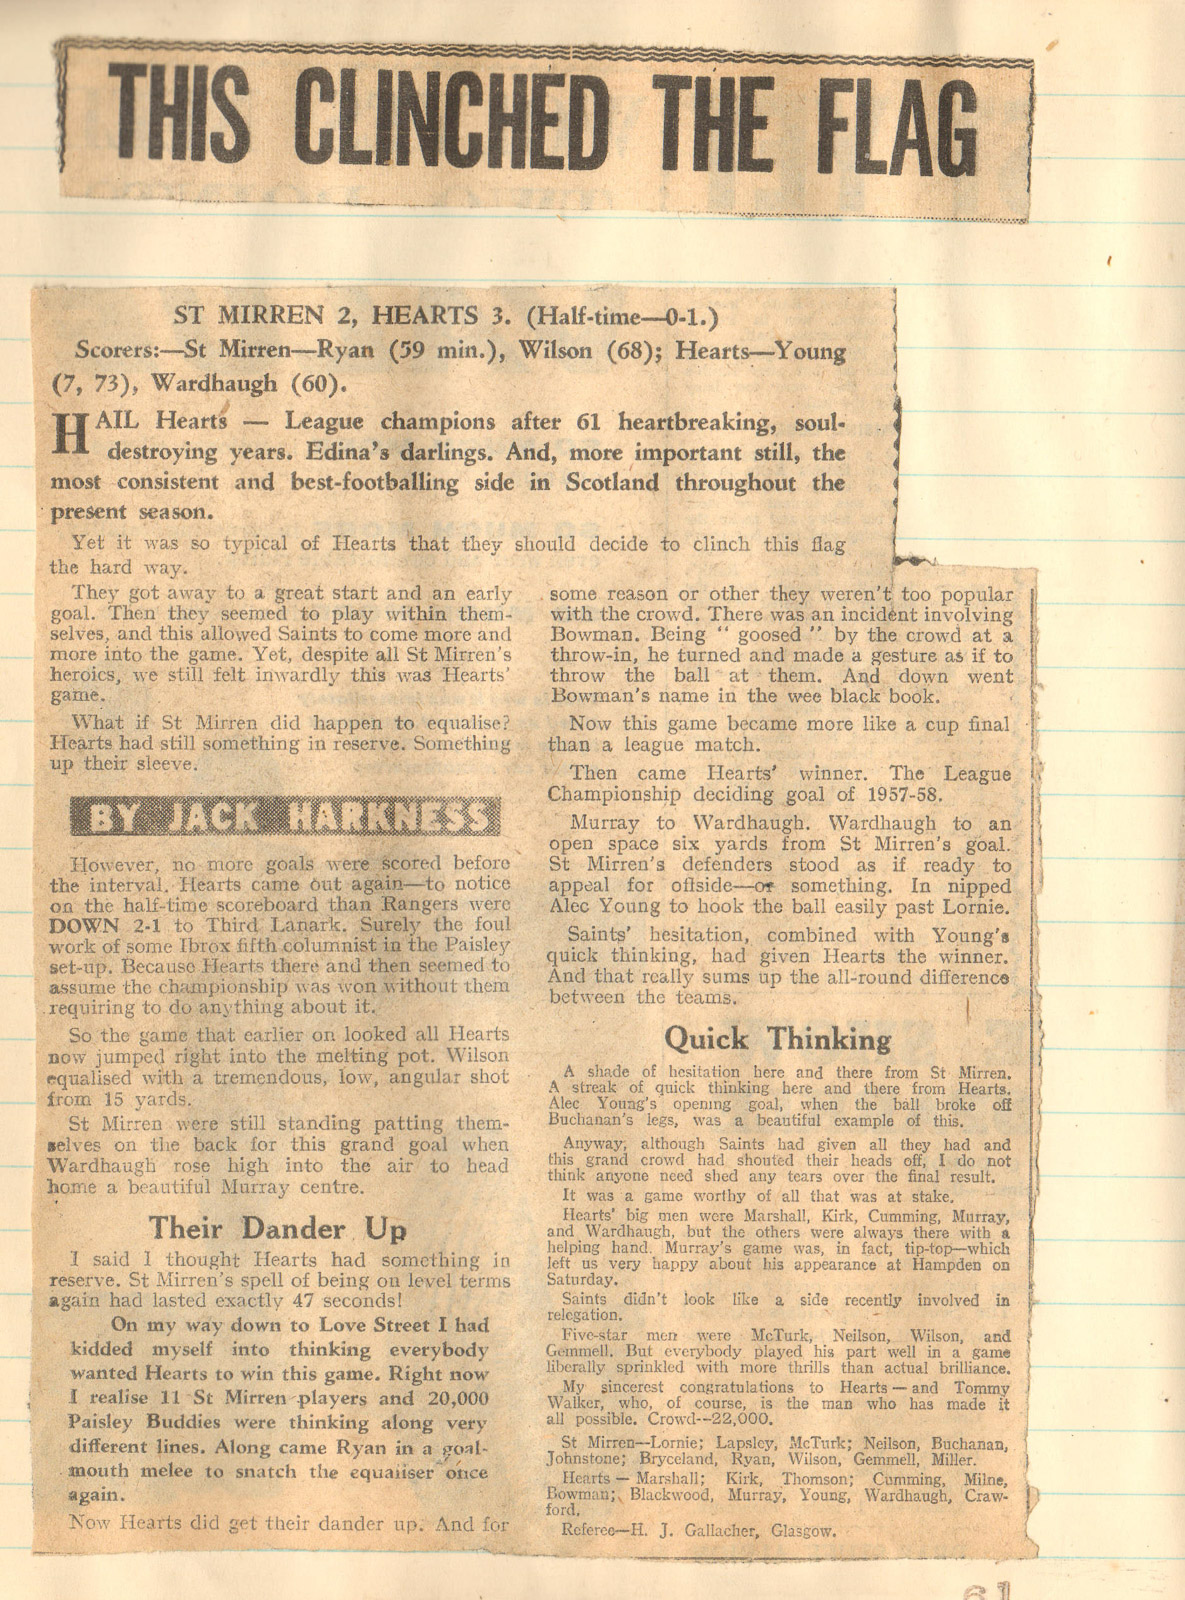 THIS CLINCHED THE FLAG
ST MIRREN 2, HEARTS 3. (Half-time—0-1.)
Scorers:—St Mirren—Ryan (59 min.), Wilson (68); Hearts—Young
(7, 73), Wardhaugh (60).
HAIL Hearts — League champions after 61 heartbreaking, soul-
destroying years. Edina's darlings. And, more important still, the
most consistent and best-footballing side in Scotland throughout the
present season.
Yet it was so typical of Hearts that they should decide to clinch this flag
the hard way.
They got away to a great start and an early
goal. Then they seemed to play within them-
selves, and this allowed Saints to come more and
more into the game. Yet, despite all St Mirren's
heroics, we still felt inwardly this was Hearts'
game.
What if St Mirren did happen to equalise?
Hearts had still something in reserve. Something
up their sleeve.
BY JACK HARKNESS
However, no more goals were scored before
the interval. Hearts came out again—to notice
on the half-time scoreboard than Rangers were
DOWN 2-1 to Third Lanark. Surely the foul
work of some Ibrox fifth columnist in the Paisley
set-up. Because Hearts there and then seemed to
assume the championship was won without them
requiring to do anything about it.
So the game that earlier on looked all Hearts
now jumped right into the melting pot. Wilson
equalised with a tremendous, low, angular shot
from 15 yards.
St Mirren were still standing patting them-
selves on the back for this grand goal when
Wardhaugh rose high into the air to head
home a beautiful Murray centre.
Their Dander Up
I said I thought Hearts had something in
reserve. St Mirren's spell of being on level terms
again had lasted exactly 47 seconds!
On my way down to Love Street I had
kidded myself into thinking everybody
wanted Hearts to win this game. Right now
I realise 11 St Mirren players and 20,000
Paisley Buddies were thinking along very
different lines. Along came Ryan in a goal-
mouth melee to snatch the equaliser once
again.
Now Hearts did get their dander up. And for
some reason or other they weren't too popular
with the crowd. There was an incident involving
Bowman. Being " goosed " by the crowd at a
throw-in, he turned and made a gesture as if to
throw the ball at them. And down went
Bowman's name in the wee black book.
Now this game became more like a cup final
than a league match.
Then came Hearts' winner. The League
Championship deciding goal of 1957-58.
Murray to Wardhaugh. Wardhaugh to an
open space six yards from St Mirren's goal.
St Mirren's defenders stood as if ready to
appeal for offside—or something. In nipped
Alec Young to hook the ball easily past Lornie.
Saints' hesitation, combined with Young's
quick thinking, had given Hearts the winner.
And that really sums up the all-round difference
between the teams.
Quick Thinking
A shade of hesitation here and there from St Mirren.
A streak of quick thinking here and there from Hearts.
Alec Young's opening goal, when the ball broke off
Buchanan's legs, was a beautiful example of this.
Anyway, although Saints had given all they had and
this grand crowd had shouted their heads off, I do not
think anyone need shed any tears over the final result.
It was a game worthy of all that was at stake.
Hearts' big men were Marshall, Kirk, Cumming, Murray,
and Wardhaugh, but the others were always there with a
helping hand. Murray's game was, in fact, tip-top—which
left us very happy about his appearance at Hampden on
Saturday.
Saints didn't look like a side recently involved in
relegation.
Five-star men were McTurk, Neilson, Wilson, and
Gemmell. But everybody played his part well in a game
liberally sprinkled with more thrills than actual brilliance.
My sincerest congratulations to Hearts — and Tommy
Walker, who, of course, is the man who has made it
all possible. Crowd--22,000.
St Mirren—Lornie; Lapsley, McTurk; Neilson, Buchanan,
Johnstone; Bryceland, Ryan, Wilson, Gemmell, Miller.
Hearts — Marshall; Kirk, Thomson; Cumming, Milne,
Bowman; Blackwood, Murray, Young, Wardhaugh, Craw-
ford.
Referee—H. J. Gallacher, Glasgow.
61